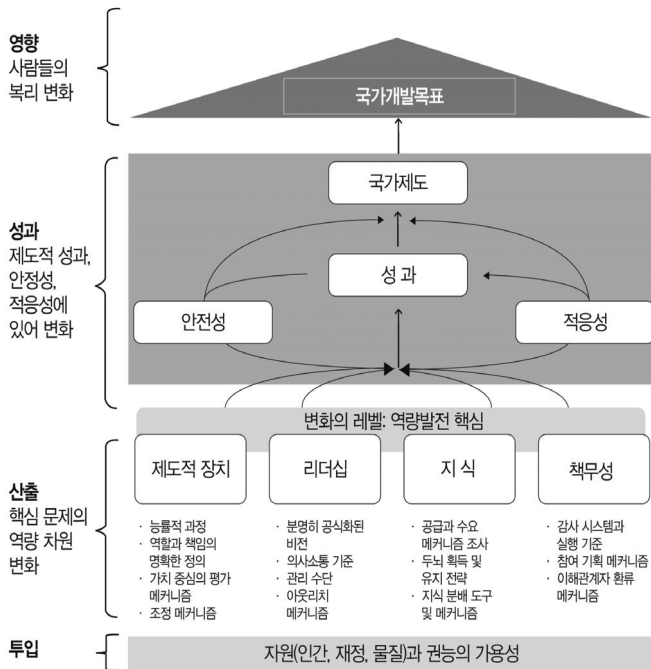 영향
사람들의
복리 변화
국가개발목표
성과
제도적 성과,
안정성,
적응성에
있어 변화
국가제도
성 과
안전성
적응성
변화의 레벨: 역량발전 핵심
산출
핵심 문제의
역량 차원
변화
제도적 장치
· 능률적 과정
· 역할과 책임의
명확한 정의
· 가치 중심의 평가
메커니즘
· 조정 메커니즘
리더십
· 분명히 공식화된
비전
· 의사소통 기준
· 관리 수단
· 아웃리치
메커니즘
지 식
· 공급과 수요
메커니즘 조사
· 두뇌 획득 및
유지 전략
· 지식 분배 도구
및 메커니즘
책무성
· 감사 시스템과
실행 기준
· 참여 기획 메커니즘
· 이해관계자 환류
메커니즘
투입
자원(인간, 재정, 물질)과 권능의 가용성